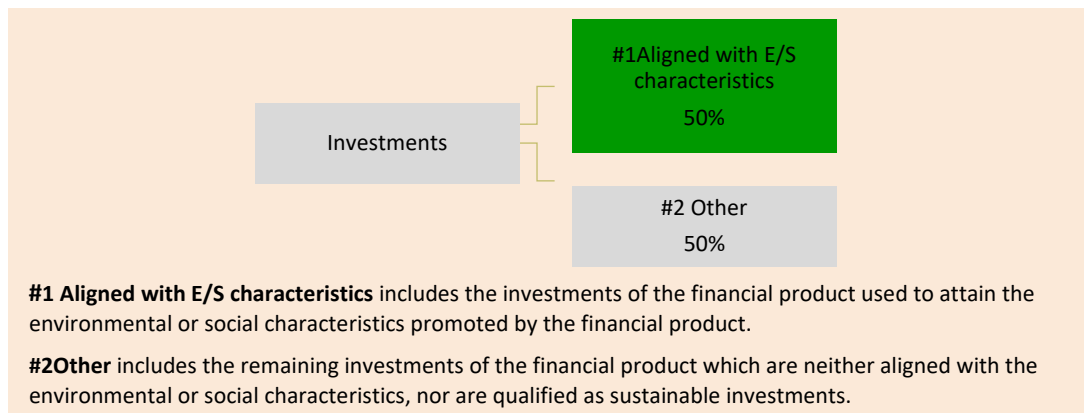 #1Aligned with E/S
characteristics
50%
Investments
#2 Other
50%
#1 Aligned with E/S characteristics includes the investments of the financial product used to attain the
environmental or social characteristics promoted by the financial product.
#2Other includes the remaining investments of the financial product which are neither aligned with the
environmental or social characteristics, nor are qualified as sustainable investments.